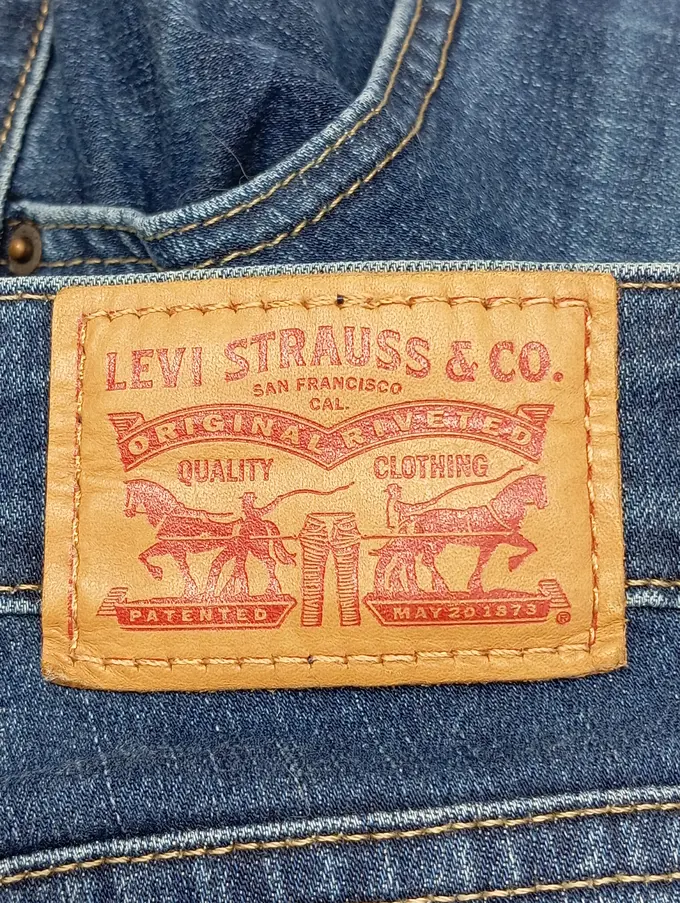 LEVI STRAUSS & CO.
SAN FRANCISCO
CAL.
ORIGINAL RIVETED
QUALITY CLOTHING
PATENTED MAY 20 1873 ®